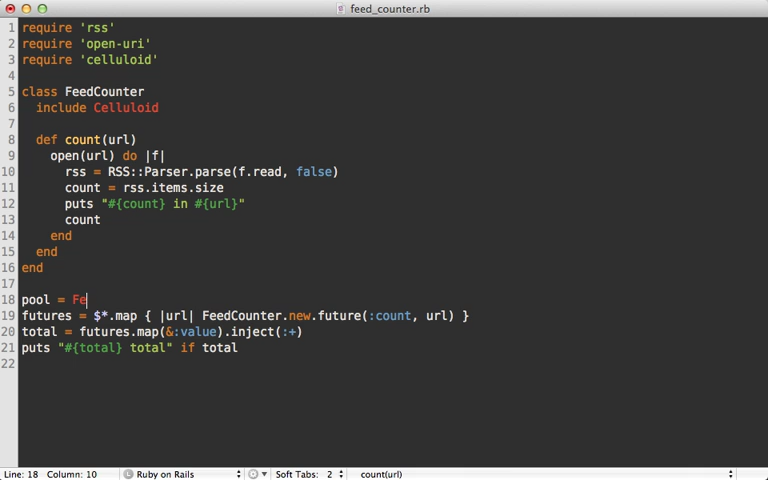 feed_counter.rb
1 require 'rss'
2 require 'open-uri'
3 require 'celluloid'
4
5 class FeedCounter
6   include Celluloid
7
8   def count(url)
9     open(url) do |f|
10       rss = RSS::Parser.parse(f.read, false)
11       count = rss.items.size
12       puts "#{count} in #{url}"
13       count
14     end
15   end
16 end
17
18 pool = Fe
19 futures = $*.map { |url| FeedCounter.new.future(:count, url) }
20 total = futures.map(&:value).inject(:+)
21 puts "#{total} total" if total
22
Line: 18 Column: 10 Ruby on Rails Soft Tabs: 2 count(url)